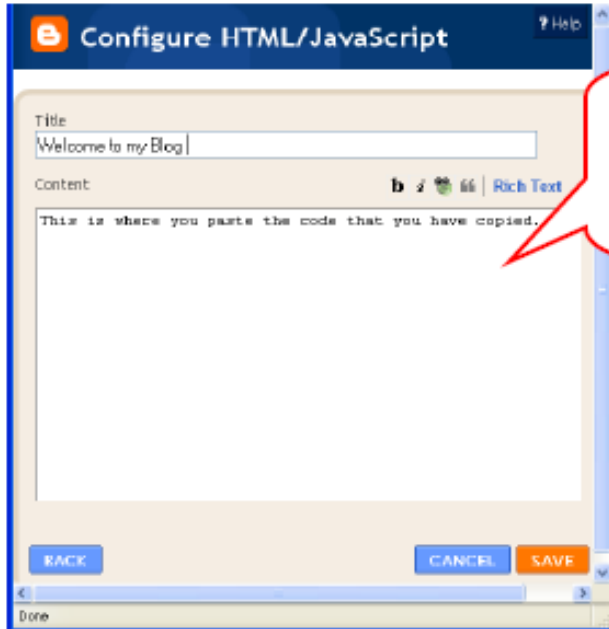 Configure HTML/JavaScript
? Help
Title
Welcome to my Blog
Content
b i “ Rich Text
This is where you paste the code that you have copied.
BACK
CANCEL SAVE
Done